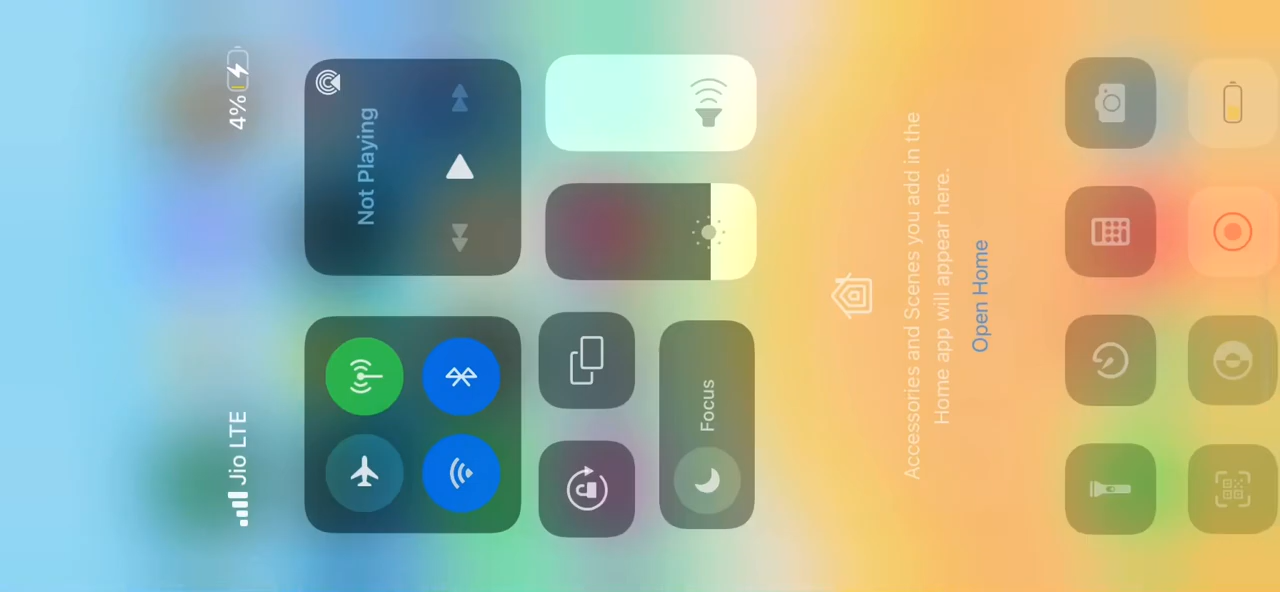 Jio LTE
4%
Not Playing
Focus
Accessories and Scenes you add in the
Home app will appear here.
Open Home